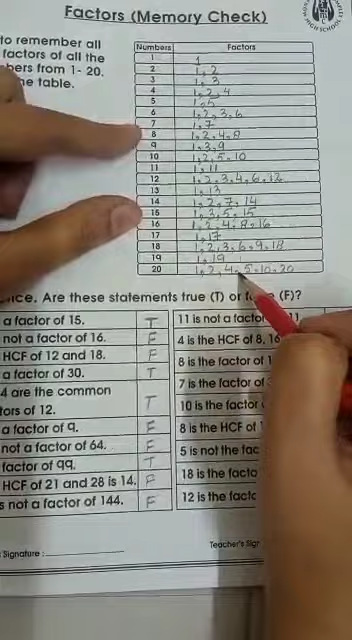 Factors (Memory Check)
to remember all
factors of all the
bers from 1- 20.
he table.
Numbers Factors
1 1
2 1, 2
3 1, 3
4 1, 2, 4
5 1, 5
6 1, 2, 3, 6
7 1, 7
8 1, 2, 4, 8
9 1, 3, 9
10 1, 2, 5, 10
11 1, 11
12 1, 2, 3, 4, 6, 12
13 1, 13
14 1, 2, 7, 14
15 1, 3, 5, 15
16 1, 2, 4, 8, 16
17 1, 17
18 1, 2, 3, 6, 9, 18
19 1, 19
20 1, 2, 4, 5, 10, 20
nce. Are these statements true (T) or (F)?
a factor of 15. T
not a factor of 16. F
HCF of 12 and 18. F
a factor of 30. T
4 are the common
tors of 12. T
a factor of 9. F
not a factor of 64. F
factor of 99. T
HCF of 21 and 28 is 14. F
s not a factor of 144. F
11 is not a factor 11
4 is the HCF of 8, 16
8 is the factor of
7 is the factor of
10 is the factor
8 is the HCF of
5 is not the fac
18 is the facto
12 is the facto
Signature :
Teacher's Sign